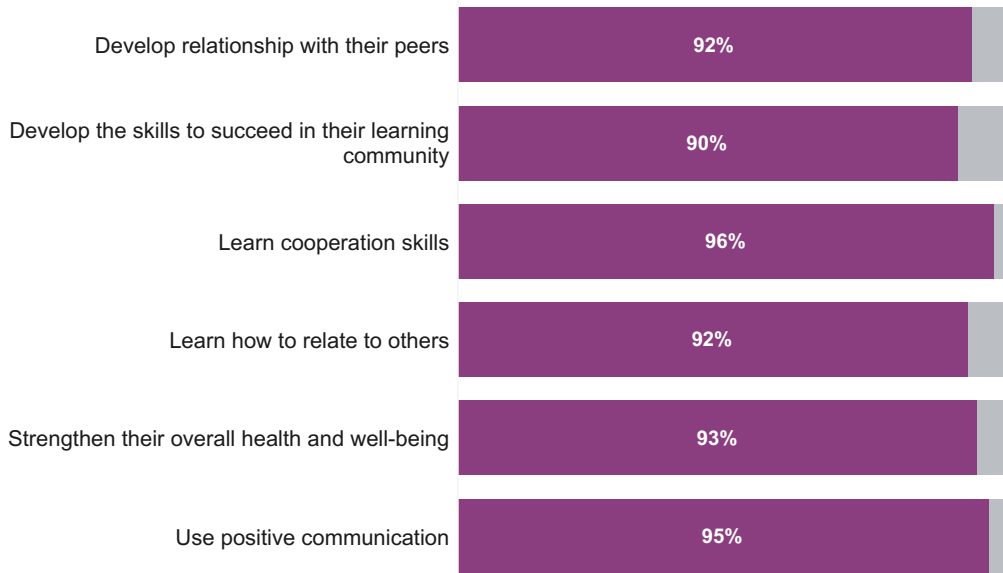 Develop relationship with their peers
92%
Develop the skills to succeed in their learning
community
90%
Learn cooperation skills
96%
Learn how to relate to others
92%
Strengthen their overall health and well-being
93%
Use positive communication
95%